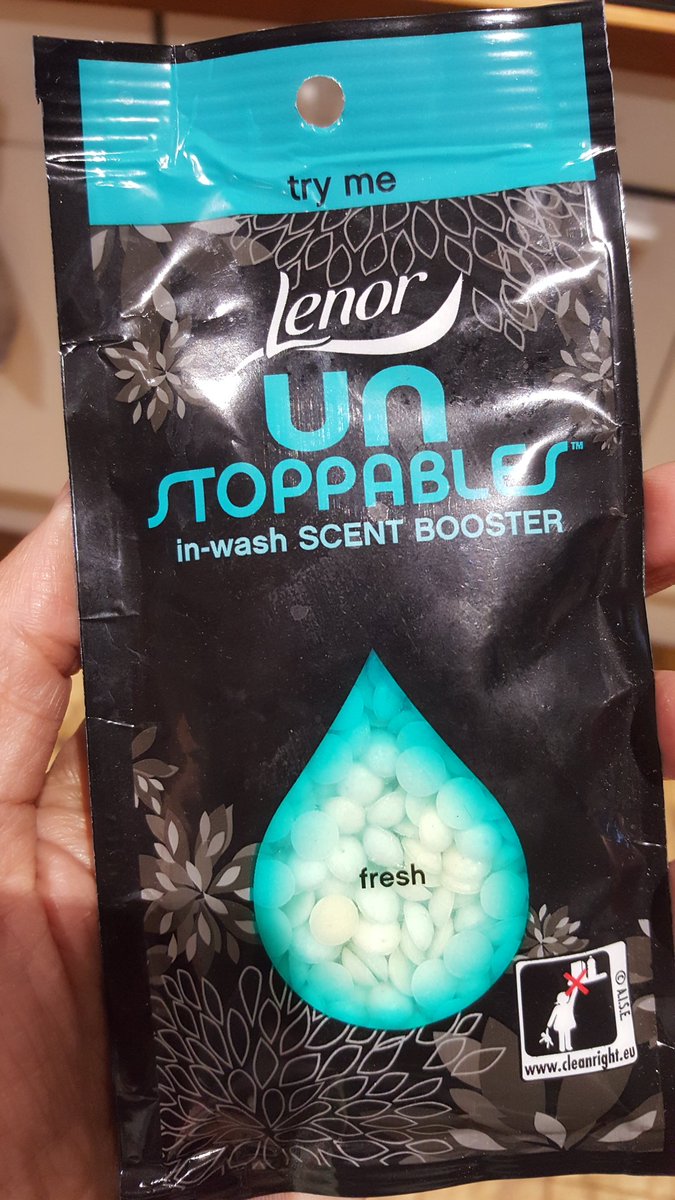 try me
Lenor
UN
STOPPABLES™
in-wash SCENT BOOSTER
fresh
© A.I.S.E.
www.cleanright.eu